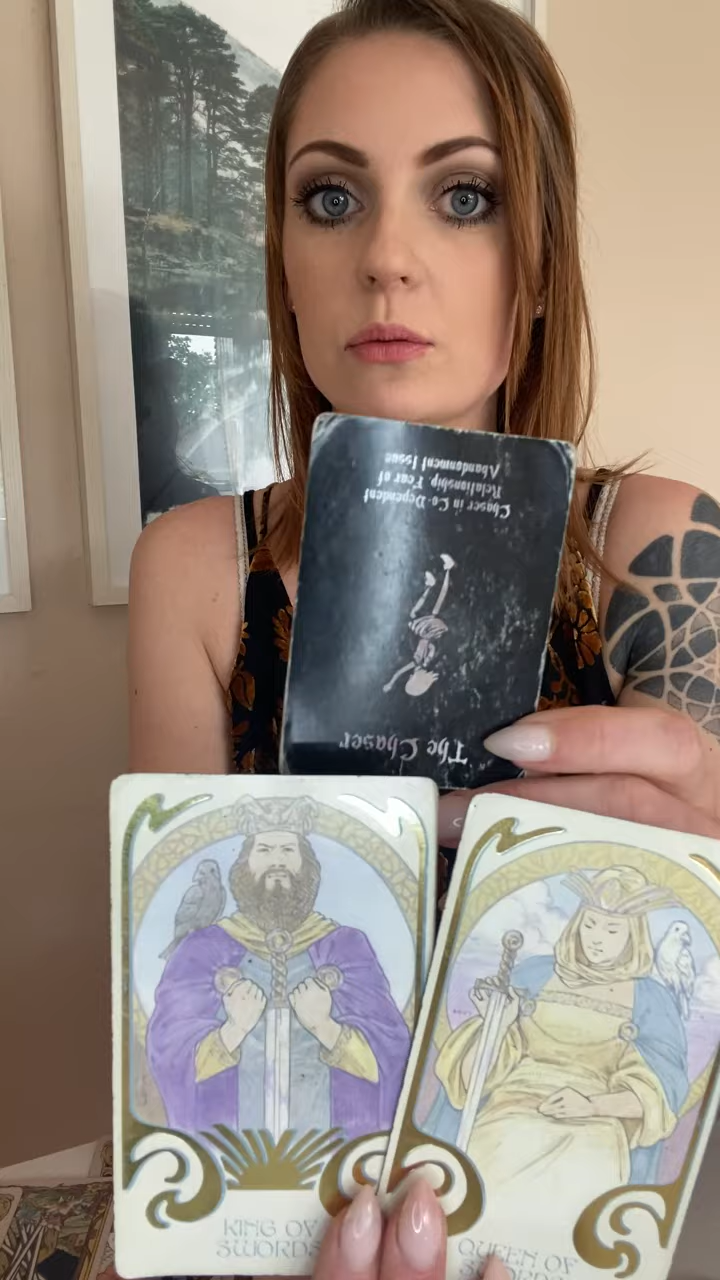 The Chaser
Chaser in Co-Dependent
Relationship, Fear of
Abandonment Issue
KING OF
SWORDS
QUEEN OF